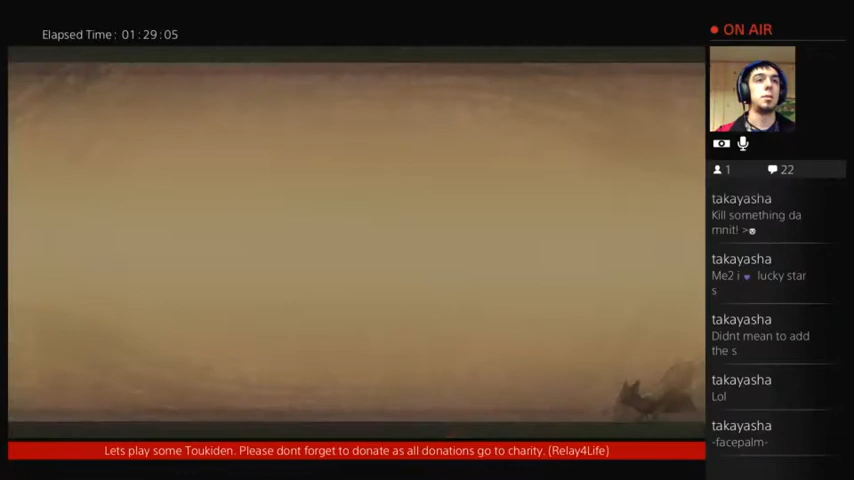 Elapsed Time: 01:29:05
ON AIR
1
22
takayasha
Kill something da
mnit! >
takayasha
Me2 i lucky star
s
takayasha
Didnt mean to add
the s
takayasha
Lol
takayasha
-facepalm-
Lets play some Toukiden. Please dont forget to donate as all donations go to charity. (Relay4Life)